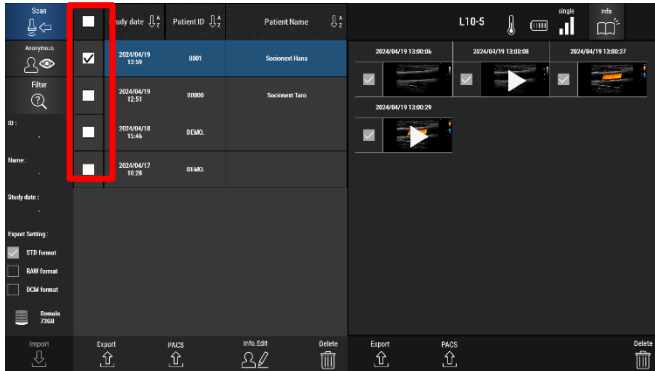 Scan
Study date
Patient ID
Patient Name
L10-5
single
Info
Anonymous
2024/04/19
12:59
0001
Socionext Hana
2024/04/19 13:00:06
2024/04/19 13:00:08
2024/04/19 13:00:27
Filter
2024/04/19
12:51
00000
Socionext Taro
2024/04/19 13:00:29
ID :
-
2024/04/18
15:46
DEMO.
Name :
-
2024/04/17
10:28
DEMO.
Study date :
-
Export Setting :
STD format
RAW format
DCM format
Remain
73GB
Import
Export
PACS
Info.Edit
Delete
Export
PACS
Delete